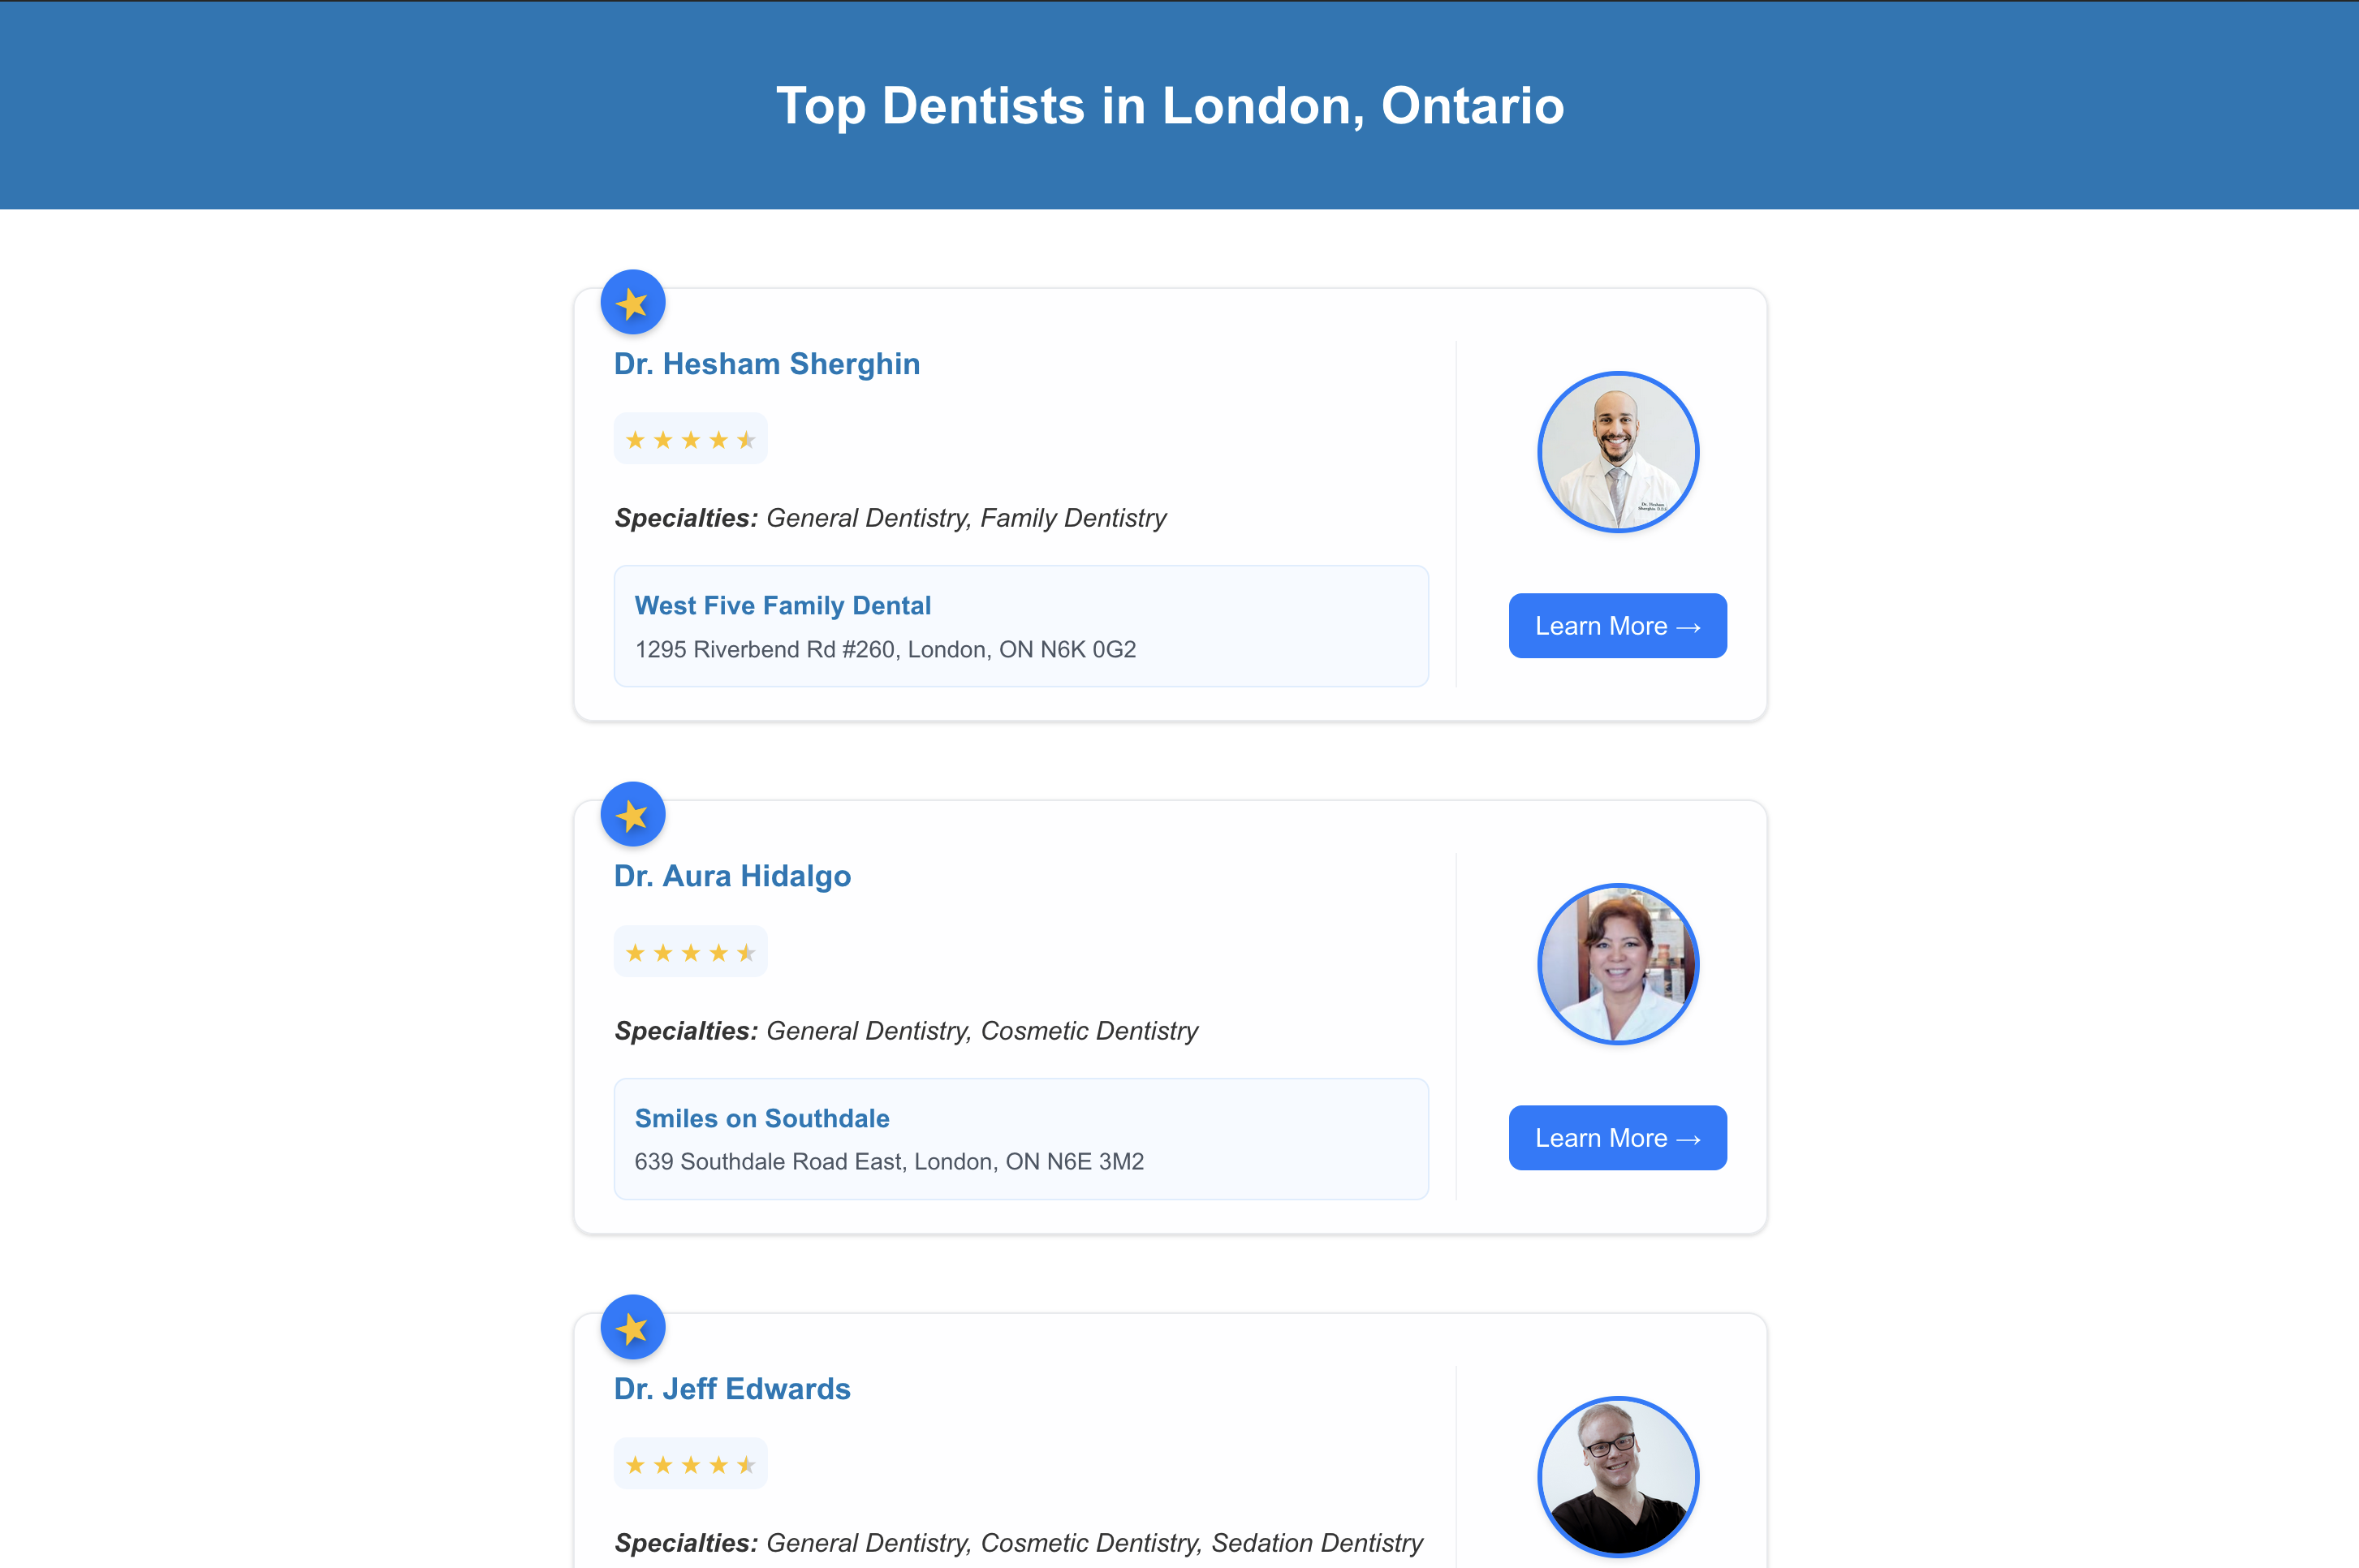 Top Dentists in London, Ontario
Dr. Hesham Sherghin
Specialties: General Dentistry, Family Dentistry
Dr. Hesham
Sherghin D.D.S
West Five Family Dental
1295 Riverbend Rd #260, London, ON N6K 0G2
Learn More →
Dr. Aura Hidalgo
Specialties: General Dentistry, Cosmetic Dentistry
Smiles on Southdale
639 Southdale Road East, London, ON N6E 3M2
Learn More →
Dr. Jeff Edwards
Specialties: General Dentistry, Cosmetic Dentistry, Sedation Dentistry